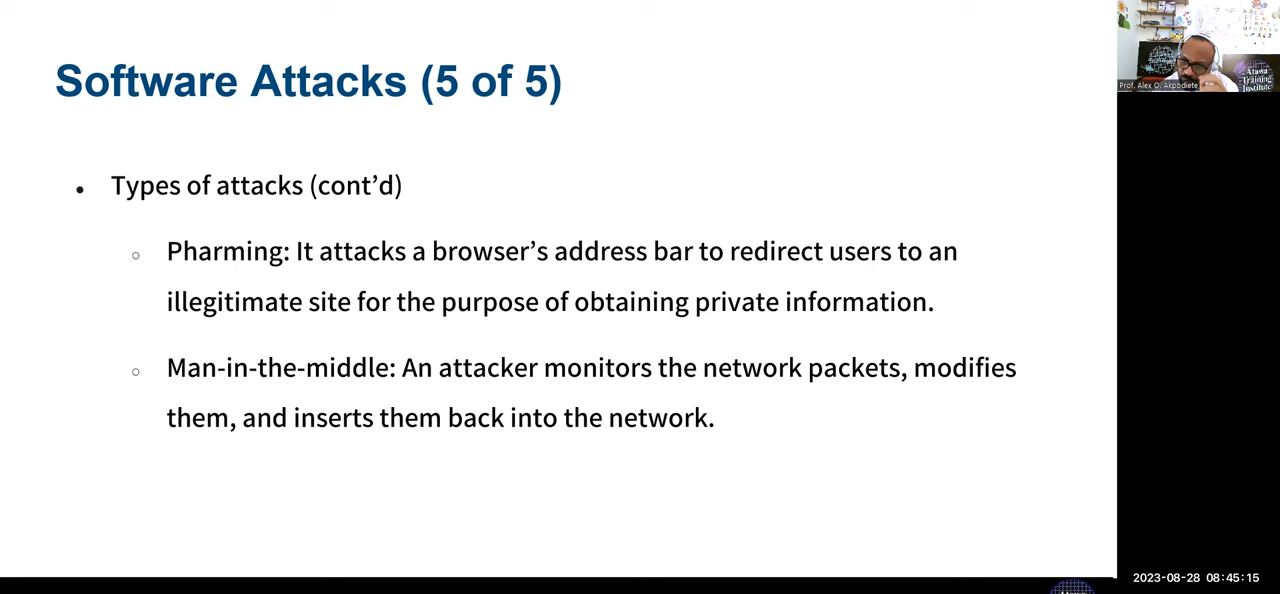 Software Attacks (5 of 5)
Types of attacks (cont’d)
Pharming: It attacks a browser’s address bar to redirect users to an
illegitimate site for the purpose of obtaining private information.
Man-in-the-middle: An attacker monitors the network packets, modifies
them, and inserts them back into the network.
Atawa
Training
Institute
Prof. Alex O. Akpodiete
2023-08-28 08:45:15